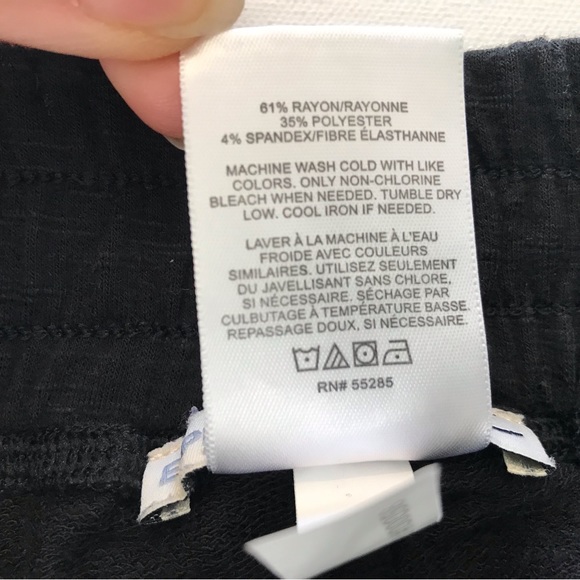 61% RAYON/RAYONNE
35% POLYESTER
4% SPANDEX/FIBRE ÉLASTHANNE
MACHINE WASH COLD WITH LIKE
COLORS. ONLY NON-CHLORINE
BLEACH WHEN NEEDED. TUMBLE DRY
LOW. COOL IRON IF NEEDED.
LAVER À LA MACHINE À L'EAU
FROIDE AVEC COULEURS
SIMILAIRES. UTILISEZ SEULEMENT
DU JAVELLISANT SANS CHLORE,
SI NÉCESSAIRE. SÉCHAGE PAR
CULBUTAGE À TEMPÉRATURE BASSE.
REPASSAGE DOUX, SI NÉCESSAIRE.
RN# 55285